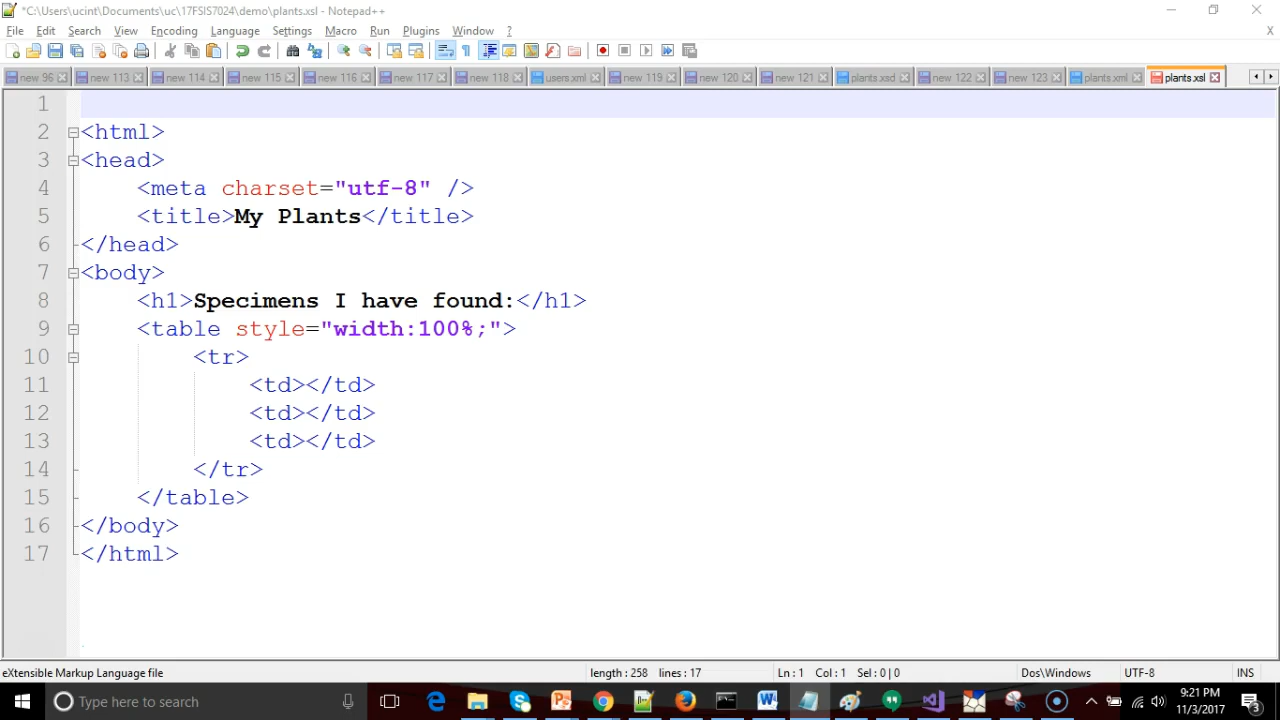 *C:\Users\ucint\Documents\uc\17FSIS7024\demo\plants.xsl - Notepad++
File Edit Search View Encoding Language Settings Macro Run Plugins Window ? X
new 96 new 113 new 114 new 115 new 116 new 117 new 118 users.xml new 119 new 120 new 121 plants.xsd new 122 new 123 plants.xml plants.xsl
1
2 <html>
3 <head>
4 <meta charset="utf-8" />
5 <title>My Plants</title>
6 </head>
7 <body>
8 <h1>Specimens I have found:</h1>
9 <table style="width:100%;">
10 <tr>
11 <td></td>
12 <td></td>
13 <td></td>
14 </tr>
15 </table>
16 </body>
17 </html>
eXtensible Markup Language file length : 258 lines : 17 Ln : 1 Col : 1 Sel : 0 | 0 Dos\Windows UTF-8 INS
Type here to search
9:21 PM
11/3/2017
3